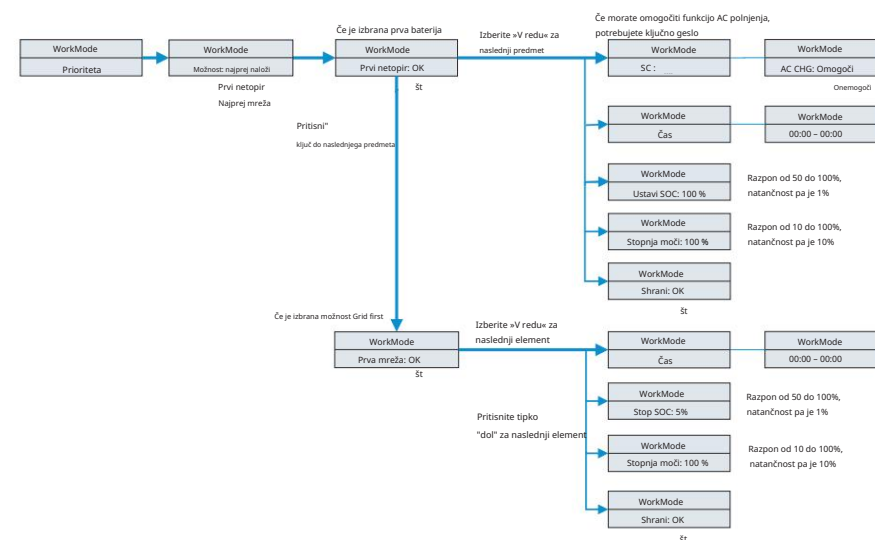 Če je izbrana prva baterija
Izberite »V redu« za
naslednji predmet
Če morate omogočiti funkcijo AC polnjenja,
potrebujete ključno geslo
WorkMode
Prioriteta
WorkMode
Možnost: najprej naloži
Prvi netopir
Najprej mreža
WorkMode
Prvi netopir: OK
št
WorkMode
SC : __
WorkMode
AC CHG: Omogoči
Onemogoči
Pritisni"
ključ do naslednjega predmeta
WorkMode
Čas
WorkMode
00:00 – 00:00
WorkMode
Ustavi SOC: 100 %
Razpon od 50 do 100%,
natančnost pa je 1%
WorkMode
Stopnja moči: 100 %
Razpon od 10 do 100%,
natančnost pa je 10%
WorkMode
Shrani: OK
št
Če je izbrana možnost Grid first
WorkMode
Prva mreža: OK
št
Izberite »V redu« za
naslednji element
WorkMode
Čas
WorkMode
00:00 – 00:00
Pritisnite tipko
"dol" za naslednji element
WorkMode
Stop SOC: 5%
Razpon od 50 do 100%,
natančnost pa je 1%
WorkMode
Stopnja moči: 100 %
Razpon od 10 do 100%,
natančnost pa je 10%
WorkMode
Shrani: OK
št